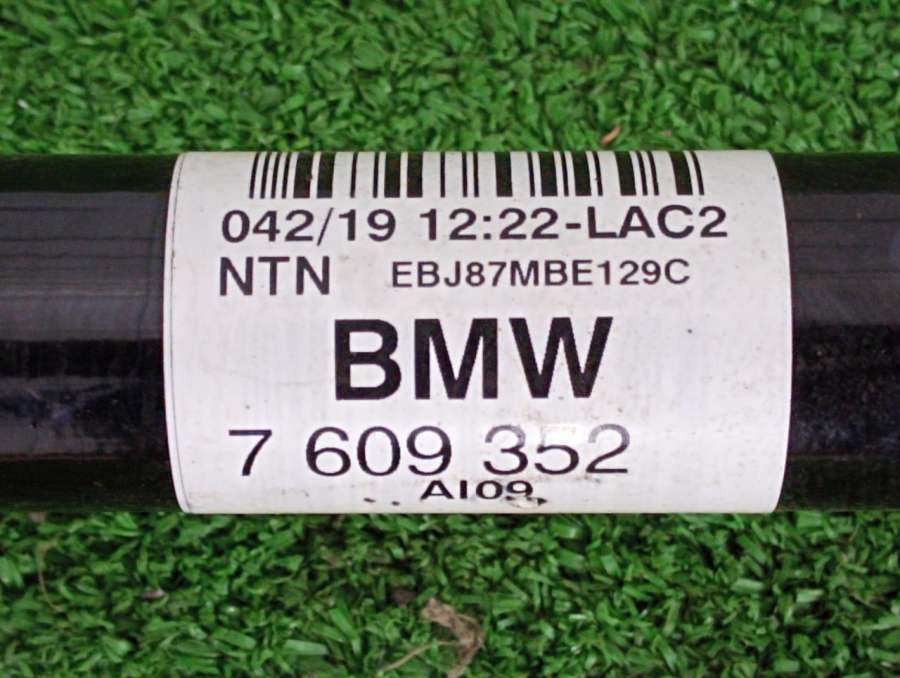 042/19 12:22-LAC2
NTN EBJ87MBE129C
BMW
7 609 352
AI09